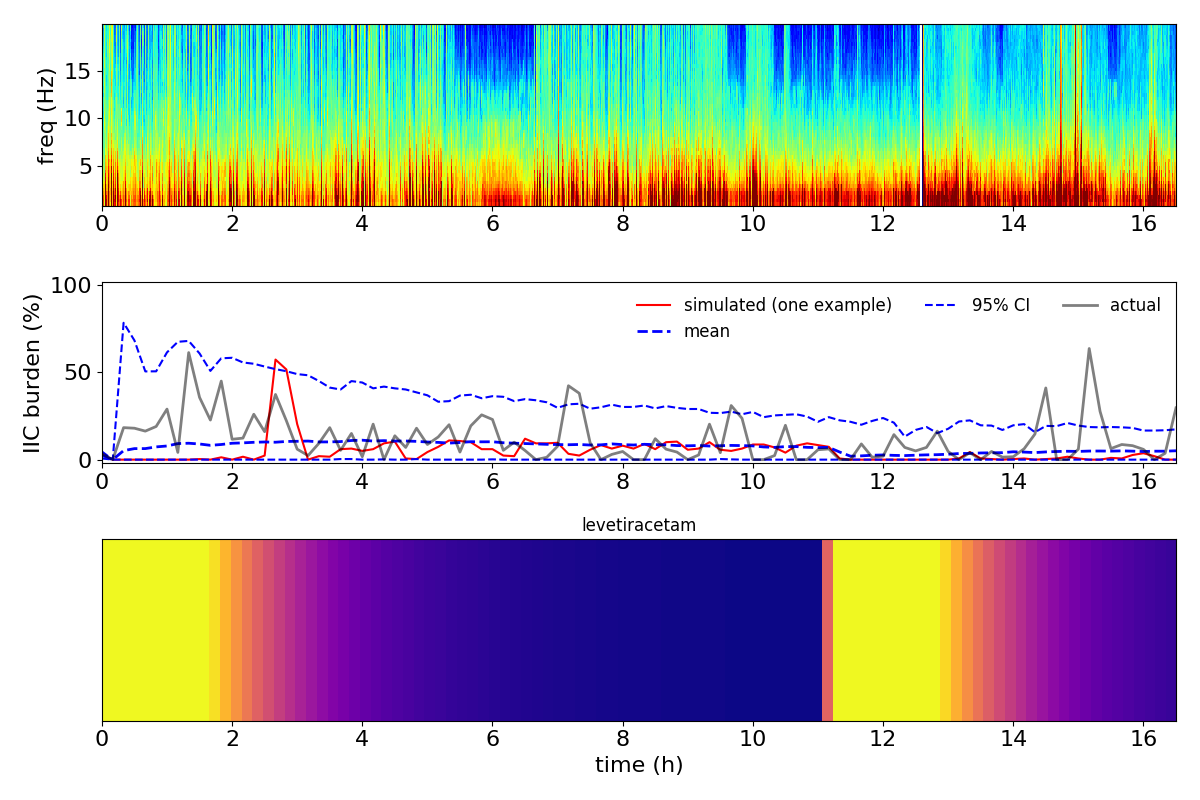 freq (Hz)
15
10
5
0 2 4 6 8 10 12 14 16
IIC burden (%)
100
50
0
simulated (one example) 95% CI actual
mean
0 2 4 6 8 10 12 14 16
levetiracetam
0 2 4 6 8 10 12 14 16
time (h)